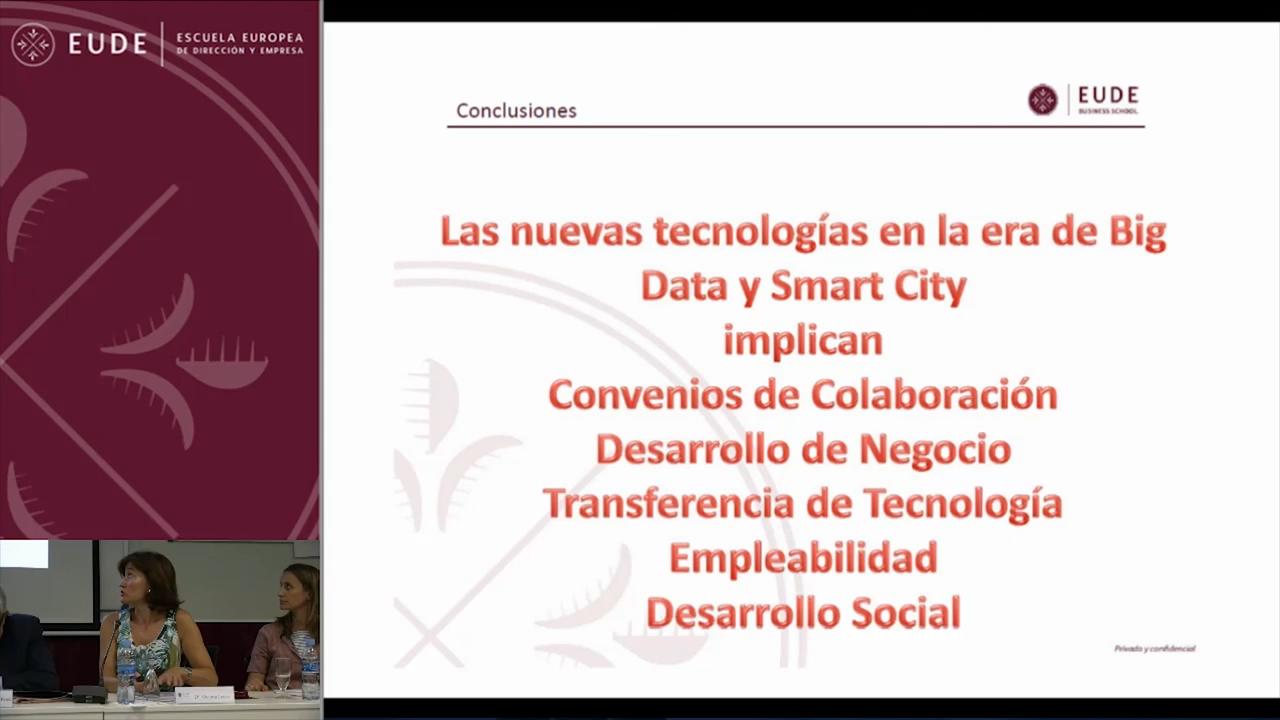 EUDE
ESCUELA EUROPEA
DE DIRECCIÓN Y EMPRESA
Conclusiones
EUDE
BUSINESS SCHOOL
Las nuevas tecnologías en la era de Big
Data y Smart City
implican
Convenios de Colaboración
Desarrollo de Negocio
Transferencia de Tecnología
Empleabilidad
Desarrollo Social
Privado y confidencial